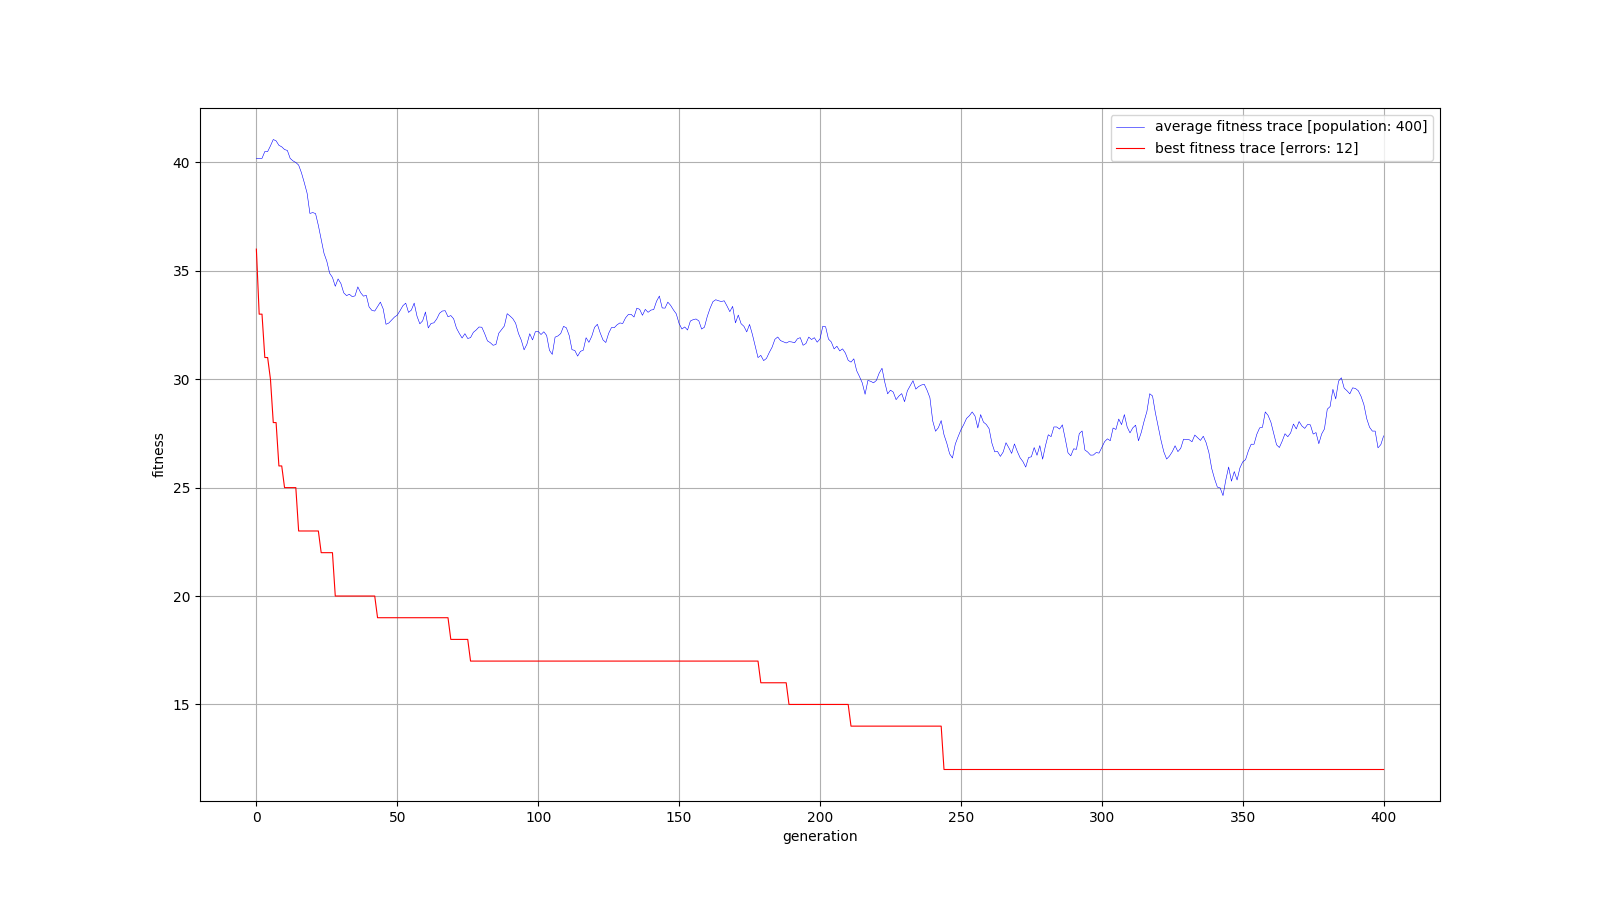 average fitness trace [population: 400]
best fitness trace [errors: 12]
40
35
30
25
20
15
fitness
0 50 100 150 200 250 300 350 400
generation